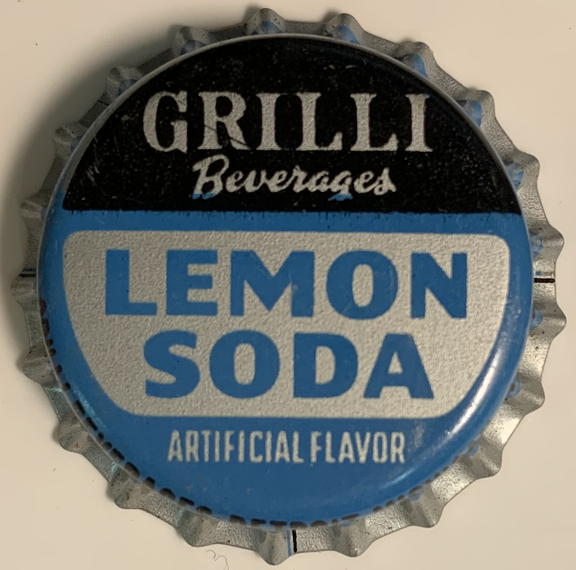 GRILLI
Beverages
LEMON
SODA
ARTIFICIAL FLAVOR